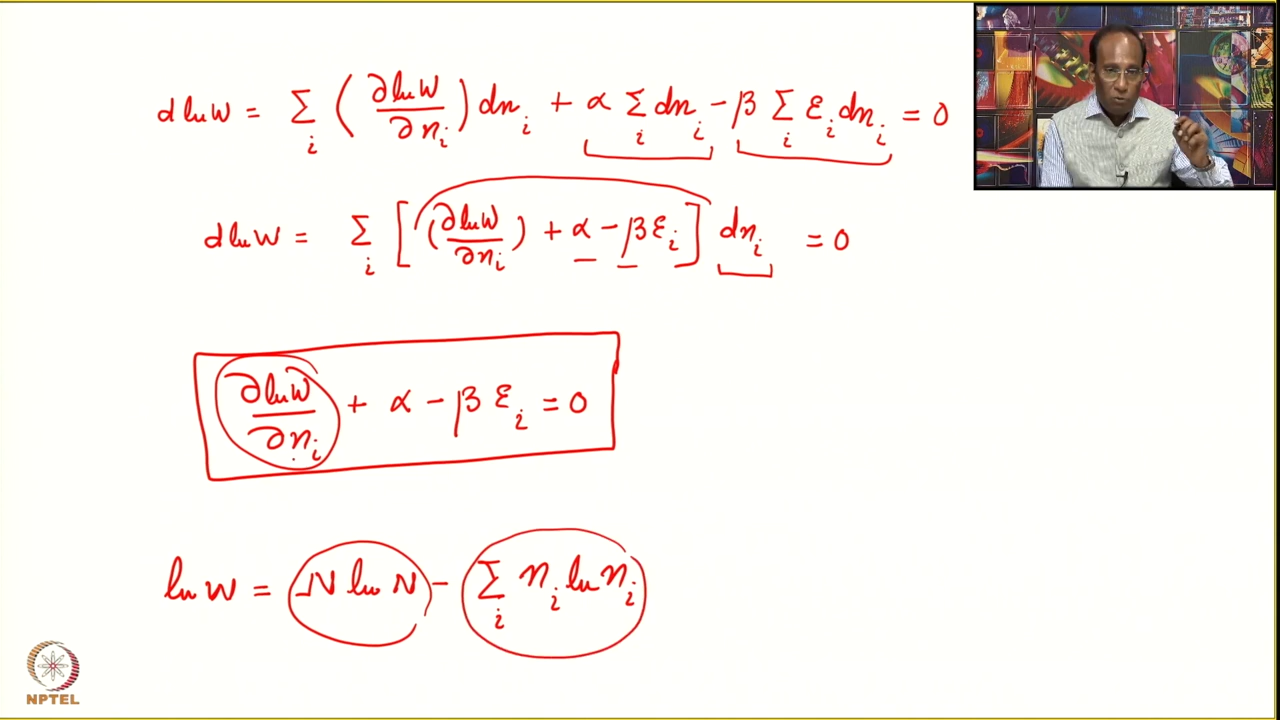 d ln W = Σ_i (∂ln W / ∂n_i) dn_i + α Σ_i dn_i − β Σ_i ε_i dn_i = 0
d ln W = Σ_i [(∂ln W / ∂n_i) + α − β ε_i] dn_i = 0
∂ln W / ∂n_i + α − β ε_i = 0
ln W = N ln N − Σ_i n_i ln n_i
NPTEL